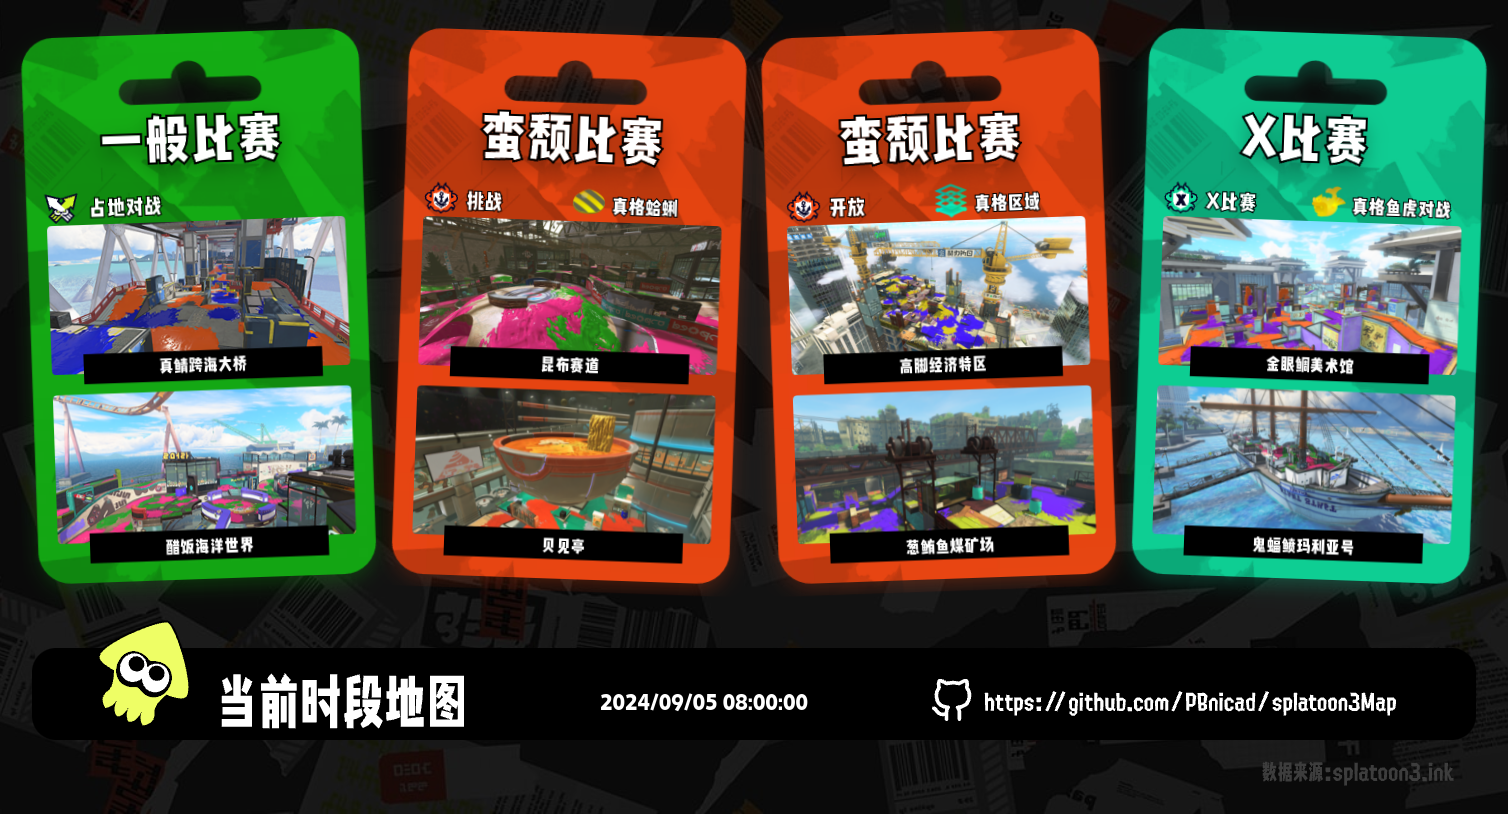 一般比赛
占地对战
真鲭跨海大桥
醋饭海洋世界
蛮颓比赛
挑战
真格蛤蜊
昆布赛道
贝见亭
蛮颓比赛
开放
真格区域
高脚经济特区
葱鲔鱼煤矿场
X比赛
X比赛
真格鱼虎对战
金眼鲷美术馆
鬼蝠鲼玛利亚号
当前时段地图
2024/09/05 08:00:00
https://github.com/PBnicad/splatoon3Map
数据来源:splatoon3.ink